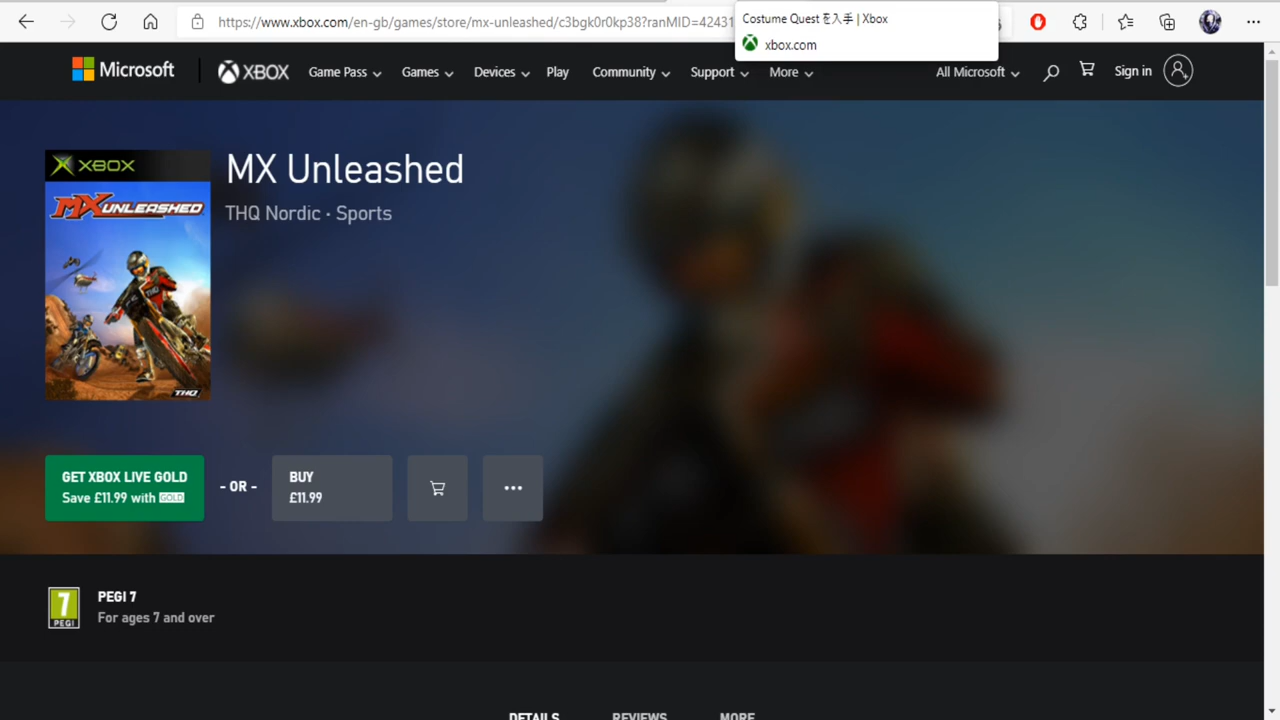 Costume Quest を入手 | Xbox
xbox.com
https://www.xbox.com/en-gb/games/store/mx-unleashed/c3bgk0r0kp38?ranMID=42431
Microsoft
XBOX
Game Pass
Games
Devices
Play
Community
Support
More
All Microsoft
Sign in
XBOX
MX UNLEASHED
THQ
MX Unleashed
THQ Nordic · Sports
GET XBOX LIVE GOLD
Save £11.99 with GOLD
- OR -
BUY
£11.99
7
PEGI
PEGI 7
For ages 7 and over
DETAILS
REVIEWS
MORE